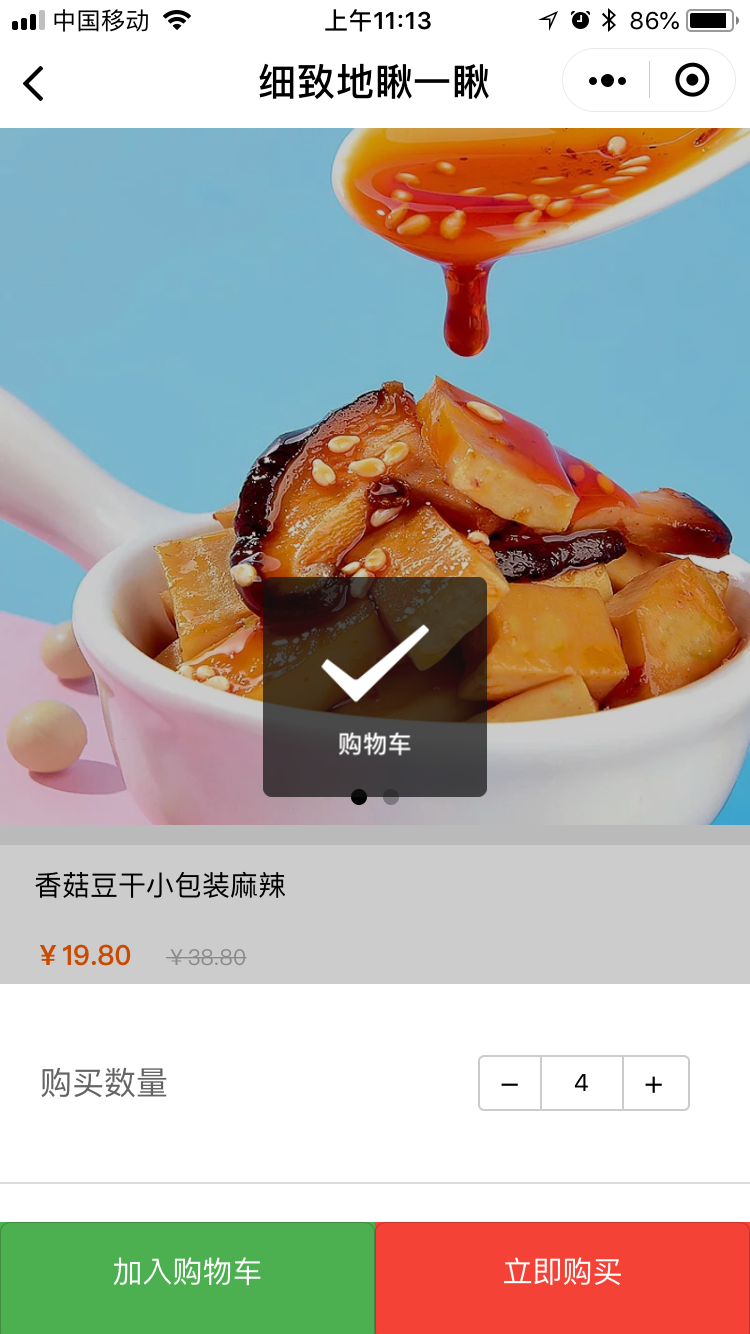 中国移动 上午11:13 86%
细致地瞅一瞅
购物车
香菇豆干小包装麻辣
¥19.80 ¥38.80
购买数量 − 4 +
加入购物车 立即购买